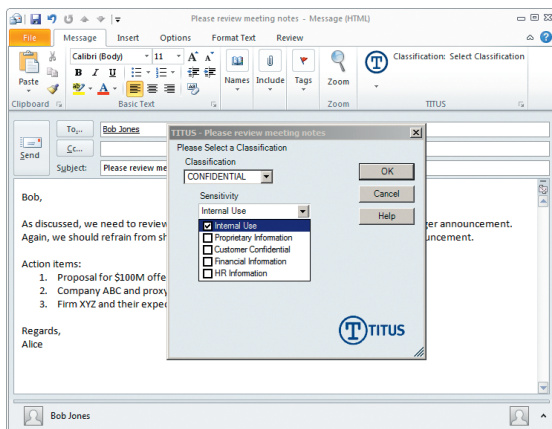 Please review meeting notes - Message (HTML)
File Message Insert Options Format Text Review
Calibri (Body) 11
Paste
B I U
Names Include Tags Zoom
Classification: Select Classification
Clipboard Basic Text Zoom TITUS
To... Bob Jones
Cc...
Send
Subject: Please review me
TITUS - Please review meeting notes
Please Select a Classification
Classification
CONFIDENTIAL
OK
Sensitivity
Cancel
Internal Use
Help
Internal Use
Proprietary Information
Customer Confidential
Financial Information
HR Information
TITUS
Bob,
As discussed, we need to review ger announcement.
Again, we should refrain from sh uncement.
Action items:
1. Proposal for $100M offe
2. Company ABC and proxy
3. Firm XYZ and their expec
Regards,
Alice
Bob Jones